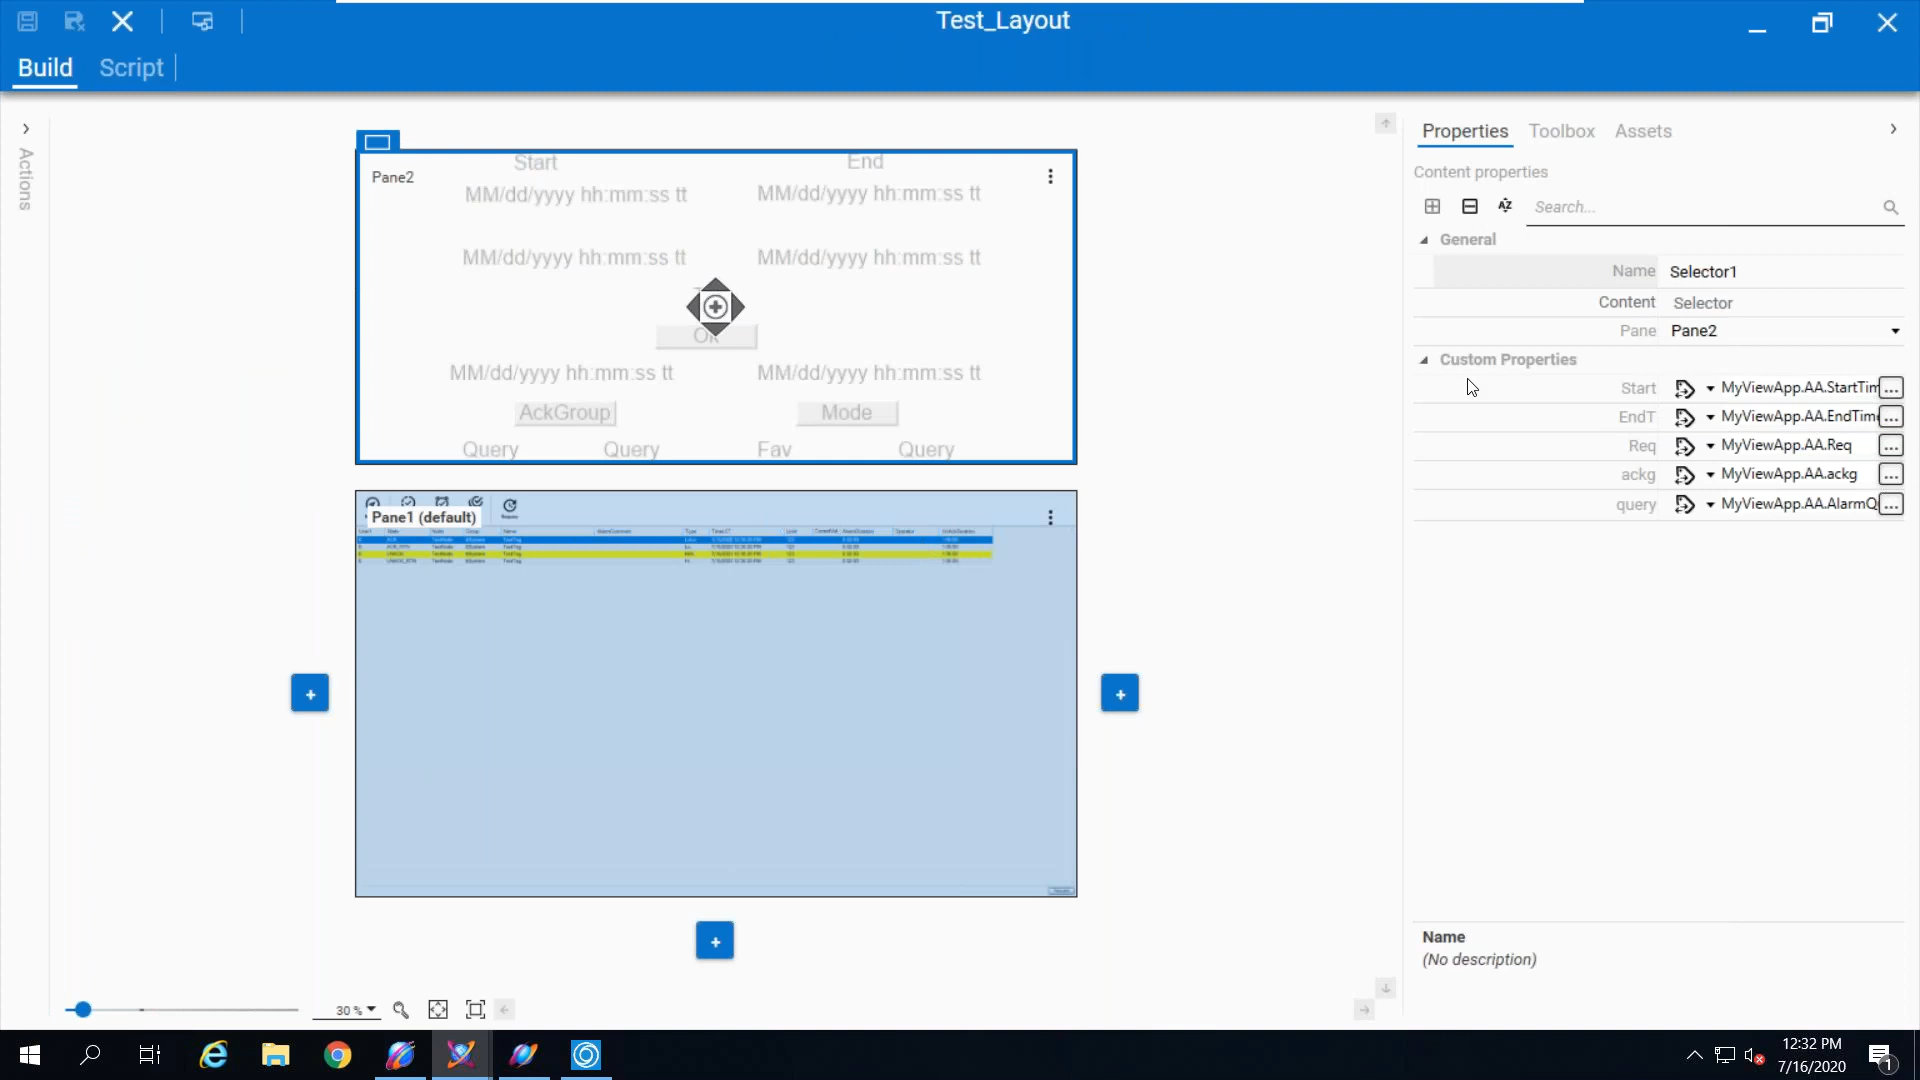 Test_Layout
Build Script
Actions
Pane2
Start End
MM/dd/yyyy hh:mm:ss tt MM/dd/yyyy hh:mm:ss tt
MM/dd/yyyy hh:mm:ss tt MM/dd/yyyy hh:mm:ss tt
MM/dd/yyyy hh:mm:ss tt MM/dd/yyyy hh:mm:ss tt
AckGroup Mode
Query Query Fav Query
Pane1 (default)
30 %
Properties Toolbox Assets
Content properties
Search...
General
Name Selector1
Content Selector
Pane Pane2
Custom Properties
Start MyViewApp.AA.StartTim ...
EndT MyViewApp.AA.EndTim ...
Req MyViewApp.AA.Req ...
ackg MyViewApp.AA.ackg ...
query MyViewApp.AA.AlarmQ ...
Name
(No description)
12:32 PM
7/16/2020
1